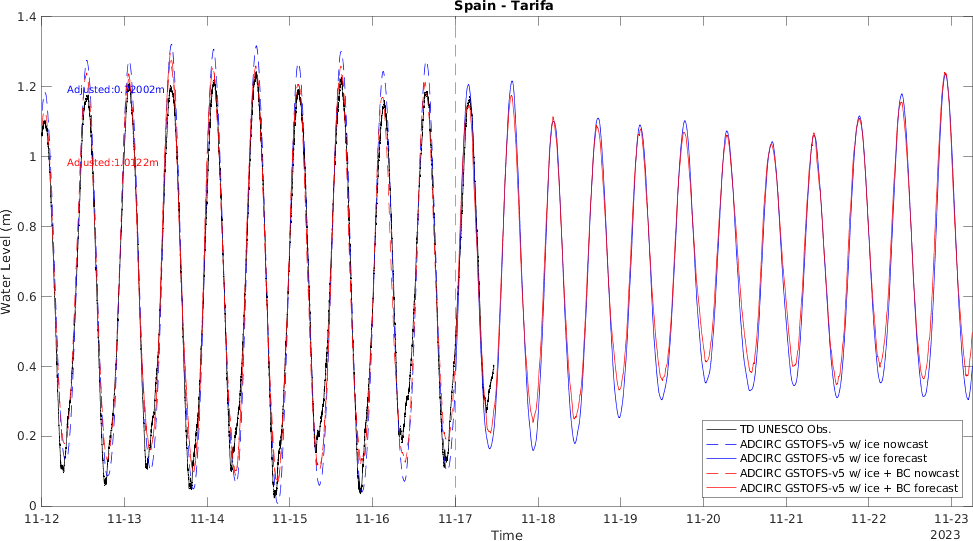 Spain - Tarifa
1.4
1.2
1
0.8
0.6
0.4
0.2
0
Water Level (m)
Adjusted:1.0122m
TD UNESCO Obs.
ADCIRC GSTOFS-v5 w/ ice nowcast
ADCIRC GSTOFS-v5 w/ ice forecast
ADCIRC GSTOFS-v5 w/ ice + BC nowcast
ADCIRC GSTOFS-v5 w/ ice + BC forecast
11-12 11-13 11-14 11-15 11-16 11-17 11-18 11-19 11-20 11-21 11-22 11-23
2023
Time